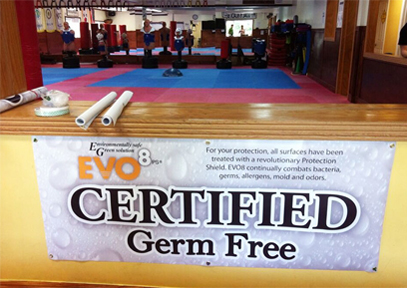 Environmentally safe
Green solution
EVO8
For your protection, all surfaces have been
treated with a revolutionary Protection
Shield. EVO8 continually combats bacteria,
germs, allergens, mold and odors.
CERTIFIED
Germ Free